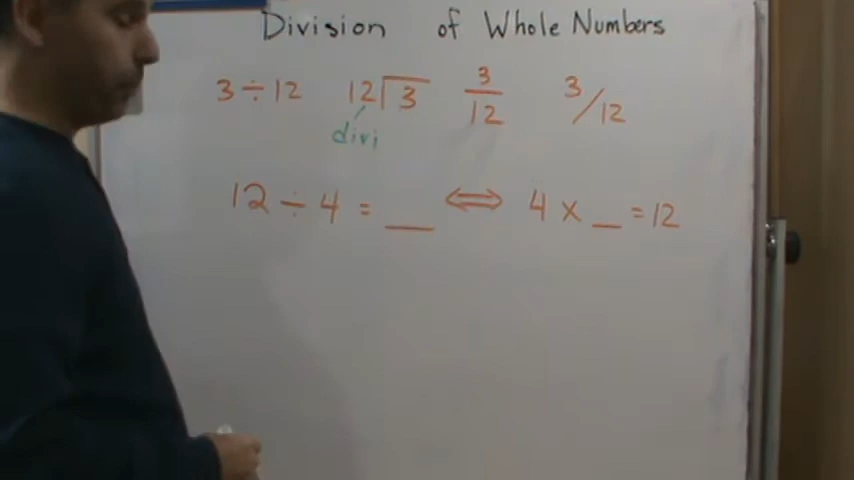 Division of Whole Numbers
3 ÷ 12 12⟌3 3/12 3/12
divi
12 ÷ 4 = __ ⇔ 4 x __ = 12